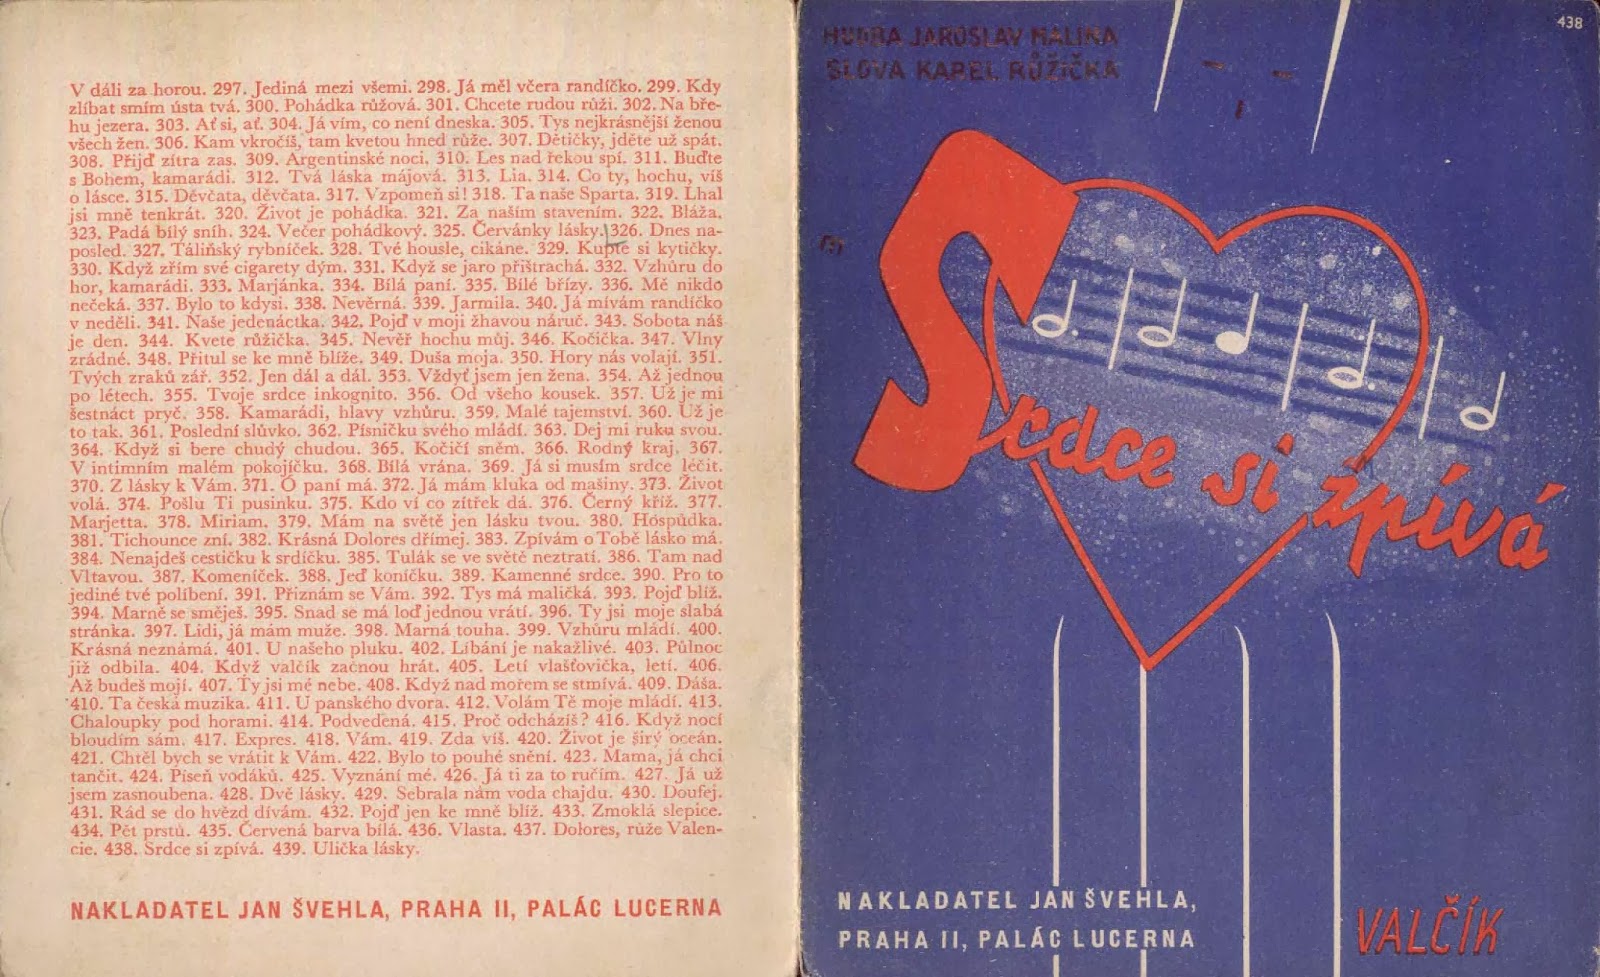 V dáli za horou. 297. Jediná mezi všemi. 298. Já měl včera randíčko. 299. Kdy
zlíbat smím ústa tvá. 300. Pohádka růžová. 301. Chcete rudou růži. 302. Na bře-
hu jezera. 303. Ať si, ať. 304. Já vím, co není dneska. 305. Tys nejkrásnější ženou
všech žen. 306. Kam vkročíš, tam kvetou hned růže. 307. Dětičky, jděte už spát.
308. Přijď zítra zas. 309. Argentinské noci. 310. Les nad řekou spí. 311. Buďte
s Bohem, kamarádi. 312. Tvá láska májová. 313. Lia. 314. Co ty, hochu, víš
o lásce. 315. Děvčata, děvčata. 317. Vzpomeň si! 318. Ta naše Sparta. 319. Lhal
jsi mně tenkrát. 320. Život je pohádka. 321. Za naším stavením. 322. Bláža.
323. Padá bílý sníh. 324. Večer pohádkový. 325. Červánky lásky. 326. Dnes na-
posled. 327. Táliňský rybníček. 328. Tvé housle, cikáne. 329. Kupte si kytičky.
330. Když zřím své cigarety dým. 331. Když se jaro přištrachá. 332. Vzhůru do
hor, kamarádi. 333. Marjánka. 334. Bílá paní. 335. Bílé břízy. 336. Mě nikdo
nečeká. 337. Bylo to kdysi. 338. Nevěrná. 339. Jarmila. 340. Já mívám randíčko
v neděli. 341. Naše jedenáctka. 342. Pojď v moji žhavou náruč. 343. Sobota náš
je den. 344. Kvete růžička. 345. Nevěř hochu můj. 346. Kočička. 347. Vlny
zrádné. 348. Přitul se ke mně blíže. 349. Duša moja. 350. Hory nás volají. 351.
Tvých zraků zář. 352. Jen dál a dál. 353. Vždyť jsem jen žena. 354. Až jednou
po létech. 355. Tvoje srdce inkognito. 356. Od všeho kousek. 357. Už je mi
šestnáct pryč. 358. Kamarádi, hlavy vzhůru. 359. Malé tajemství. 360. Už je
to tak. 361. Poslední slůvko. 362. Písničku svého mládí. 363. Dej mi ruku svou.
364. Když si bere chudý chudou. 365. Kočičí sněm. 366. Rodný kraj. 367.
V intimním malém pokojíčku. 368. Bílá vrána. 369. Já si musím srdce léčit.
370. Z lásky k Vám. 371. Ó paní má. 372. Já mám kluka od mašiny. 373. Život
volá. 374. Pošlu Ti pusinku. 375. Kdo ví co zítřek dá. 376. Černý kříž. 377.
Marjetta. 378. Miriam. 379. Mám na světě jen lásku tvou. 380. Hospůdka.
381. Tichounce zní. 382. Krásná Dolores dřímej. 383. Zpívám o Tobě lásko má.
384. Nenajdeš cestičku k srdíčku. 385. Tulák se ve světě neztratí. 386. Tam nad
Vltavou. 387. Komeníček. 388. Jeď koníčku. 389. Kamenné srdce. 390. Pro to
jediné tvé políbení. 391. Přiznám se Vám. 392. Tys má maličká. 393. Pojď blíž.
394. Marně se směješ. 395. Snad se má loď jednou vrátí. 396. Ty jsi moje slabá
stránka. 397. Lidi, já mám muže. 398. Marná touha. 399. Vzhůru mládí. 400.
Krásná neznámá. 401. U našeho pluku. 402. Líbání je nakažlivé. 403. Půlnoc
již odbila. 404. Když valčík začnou hrát. 405. Letí vlašťovička, letí. 406.
Až budeš mojí. 407. Ty jsi mé nebe. 408. Když nad mořem se stmívá. 409. Dáša.
410. Ta česká muzika. 411. U panského dvora. 412. Volám Tě moje mládí. 413.
Chaloupky pod horami. 414. Podvedená. 415. Proč odcházíš? 416. Když nocí
bloudím sám. 417. Expres. 418. Vám. 419. Zda víš. 420. Život je širý oceán.
421. Chtěl bych se vrátit k Vám. 422. Bylo to pouhé snění. 423. Mama, já chci
tančit. 424. Píseň vodáků. 425. Vyznání mé. 426. Já ti za to ručím. 427. Já už
jsem zasnoubena. 428. Dvě lásky. 429. Sebrala nám voda chajdu. 430. Doufej.
431. Rád se do hvězd dívám. 432. Pojď jen ke mně blíž. 433. Zmoklá slepice.
434. Pět prstů. 435. Červená barva bílá. 436. Vlasta. 437. Dolores, růže Valen-
cie. 438. Srdce si zpívá. 439. Ulička lásky.
NAKLADATEL JAN ŠVEHLA, PRAHA II, PALÁC LUCERNA
438
HUDBA JAROSLAV MALINA
SLOVA KAREL RŮŽIČKA
Srdce si zpívá
NAKLADATEL JAN ŠVEHLA,
PRAHA II, PALÁC LUCERNA
VALČÍK